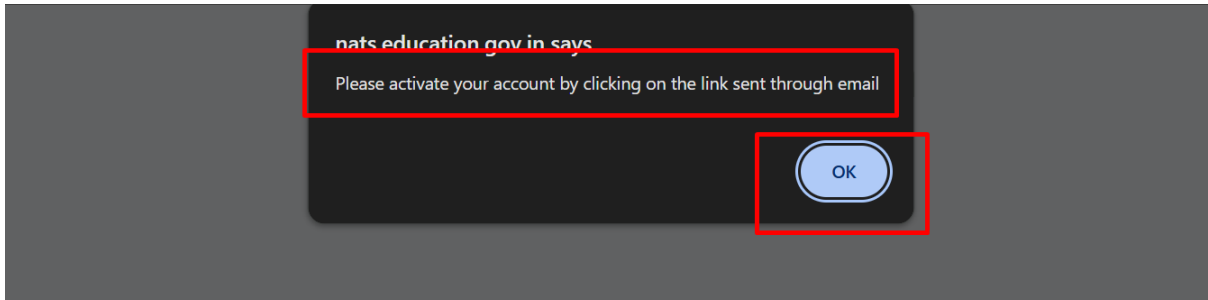 nats.education.gov.in says
Please activate your account by clicking on the link sent through email
OK